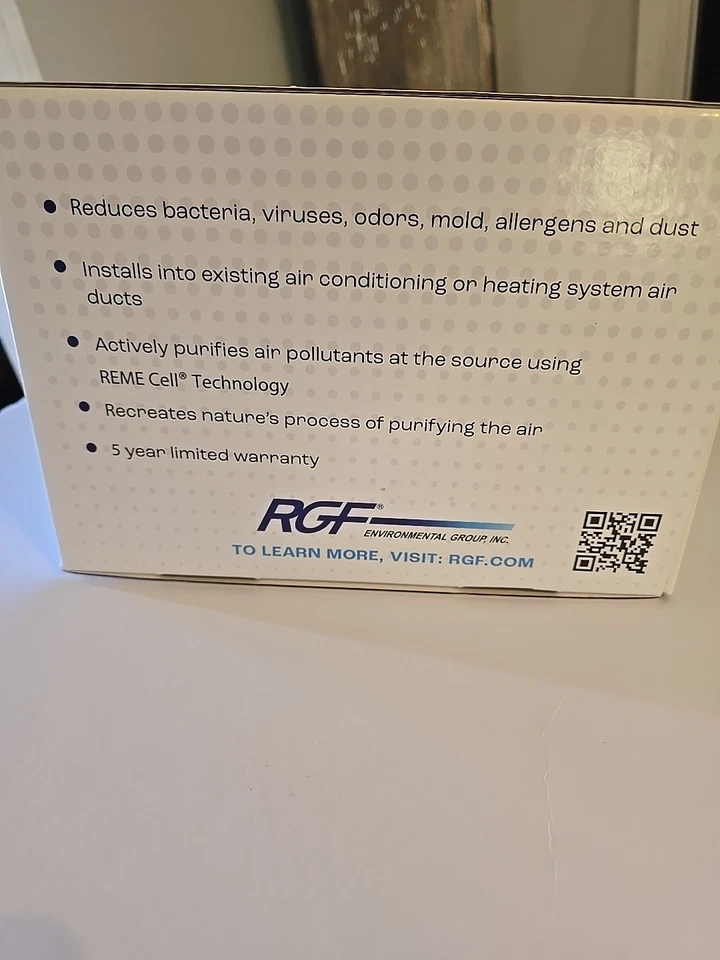 • Reduces bacteria, viruses, odors, mold, allergens and dust
• Installs into existing air conditioning or heating system air
ducts
• Actively purifies air pollutants at the source using
REME Cell® Technology
• Recreates nature's process of purifying the air
• 5 year limited warranty
RGF®
ENVIRONMENTAL GROUP, INC.
TO LEARN MORE, VISIT: RGF.COM